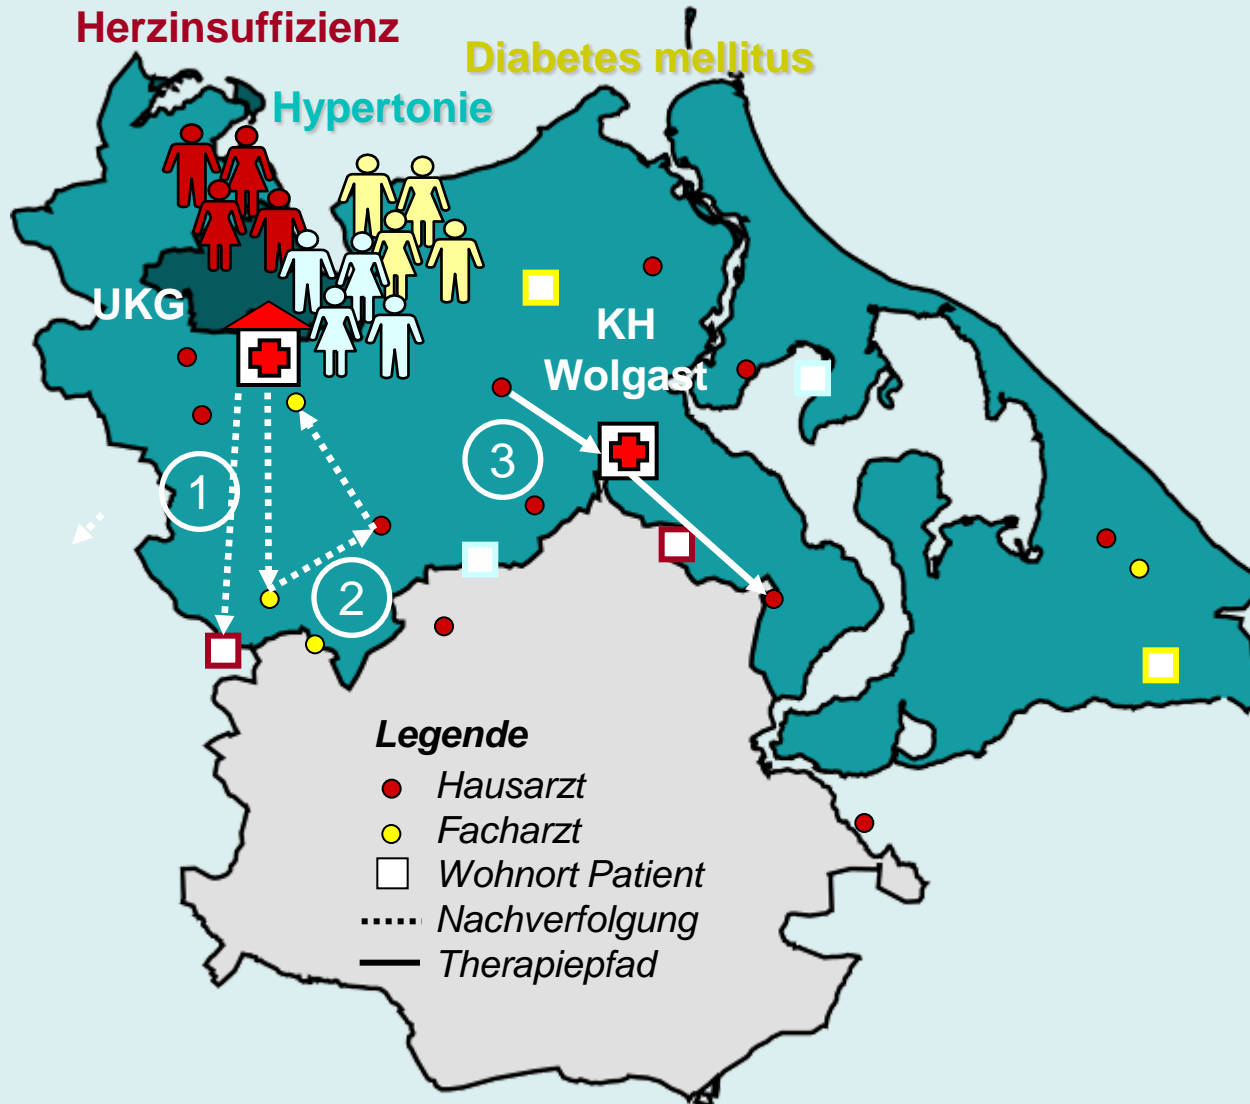 Herzinsuffizienz
Diabetes mellitus
Hypertonie
UKG
KH
Wolgast
1
3
2
Legende
Hausarzt
Facharzt
Wohnort Patient
Nachverfolgung
Therapiepfad